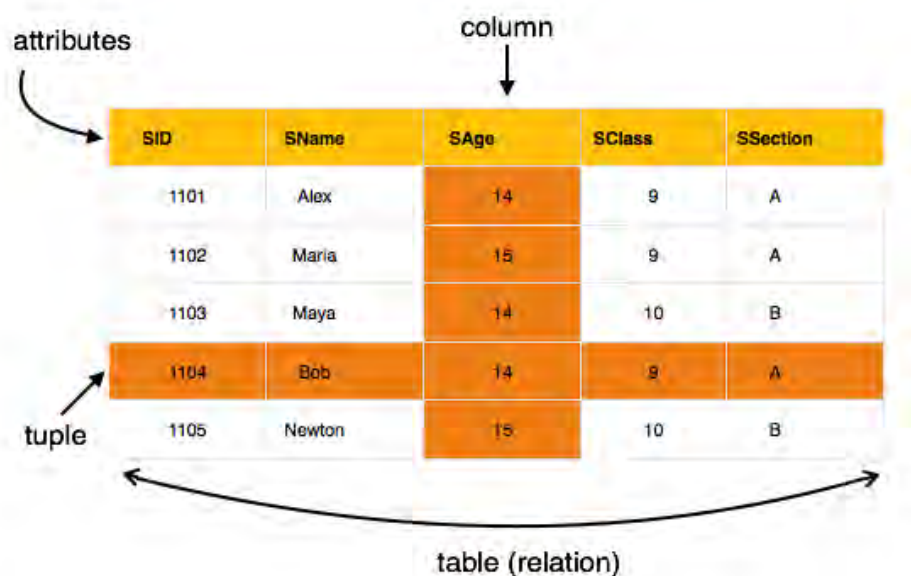 attributes
column
SID SName SAge SClass SSection
1101 Alex 14 9 A
1102 Maria 15 9 A
1103 Maya 14 10 B
1104 Bob 14 9 A
tuple
1105 Newton 15 10 B
table (relation)